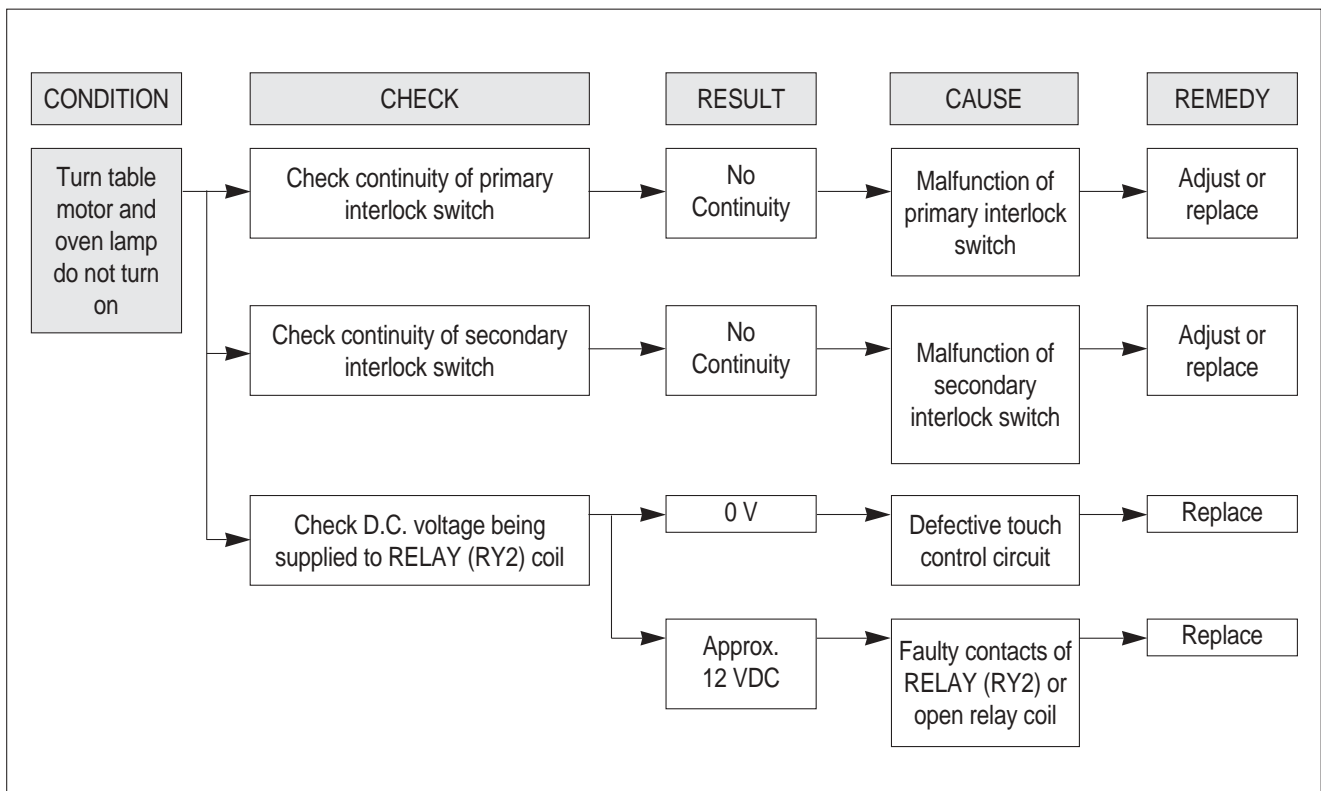 CONDITION
CHECK
RESULT
CAUSE
REMEDY
Turn table
motor and
oven lamp
do not turn
on
Check continuity of primary
interlock switch
No
Continuity
Malfunction of
primary interlock
switch
Adjust or
replace
Check continuity of secondary
interlock switch
No
Continuity
Malfunction of
secondary
interlock switch
Adjust or
replace
Check D.C. voltage being
supplied to RELAY (RY2) coil
0 V
Defective touch
control circuit
Replace
Approx.
12 VDC
Faulty contacts of
RELAY (RY2) or
open relay coil
Replace